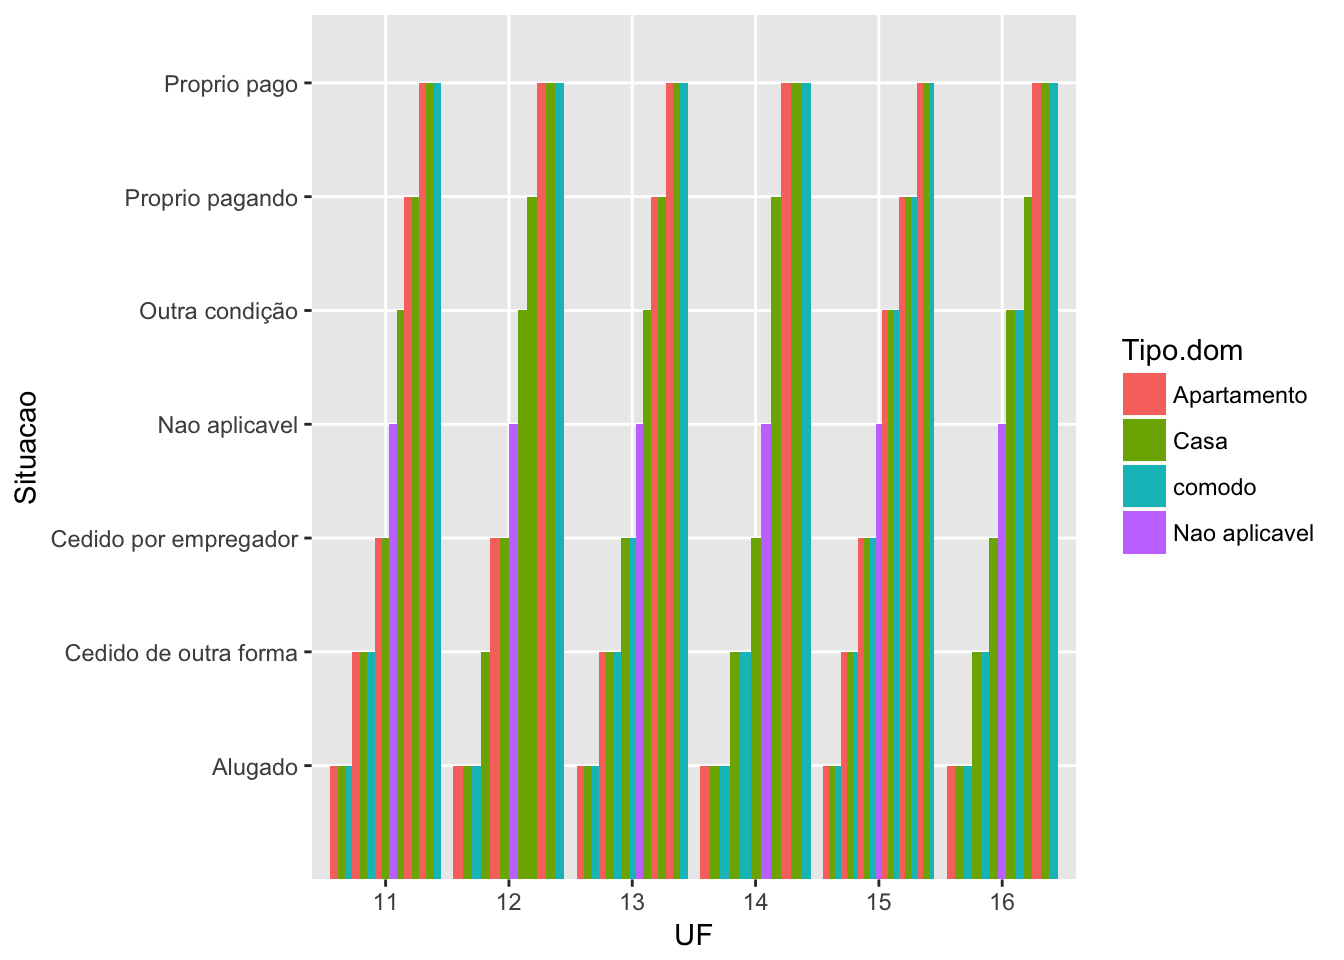 Proprio pago
Proprio pagando
Outra condição
Nao aplicavel
Cedido por empregador
Cedido de outra forma
Alugado
Situacao
11 12 13 14 15 16
UF
Tipo.dom
Apartamento
Casa
comodo
Nao aplicavel